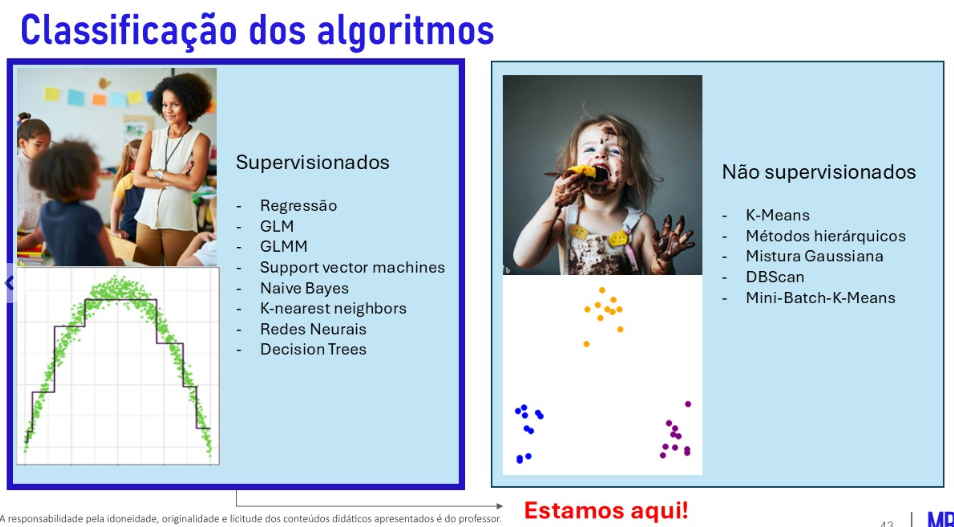 Classificação dos algoritmos
Supervisionados
- Regressão
- GLM
- GLMM
- Support vector machines
- Naive Bayes
- K-nearest neighbors
- Redes Neurais
- Decision Trees
Não supervisionados
- K-Means
- Métodos hierárquicos
- Mistura Gaussiana
- DBScan
- Mini-Batch-K-Means
Estamos aqui!
A responsabilidade pela idoneidade, originalidade e licitude dos conteúdos didáticos apresentados é do professor.
43